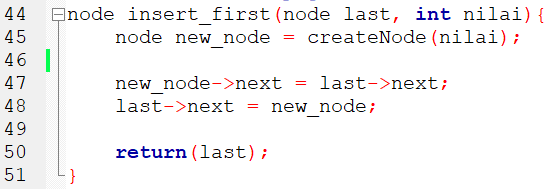 44 node insert_first(node last, int nilai){
45 node new_node = createNode(nilai);
46
47 new_node->next = last->next;
48 last->next = new_node;
49
50 return(last);
51 }